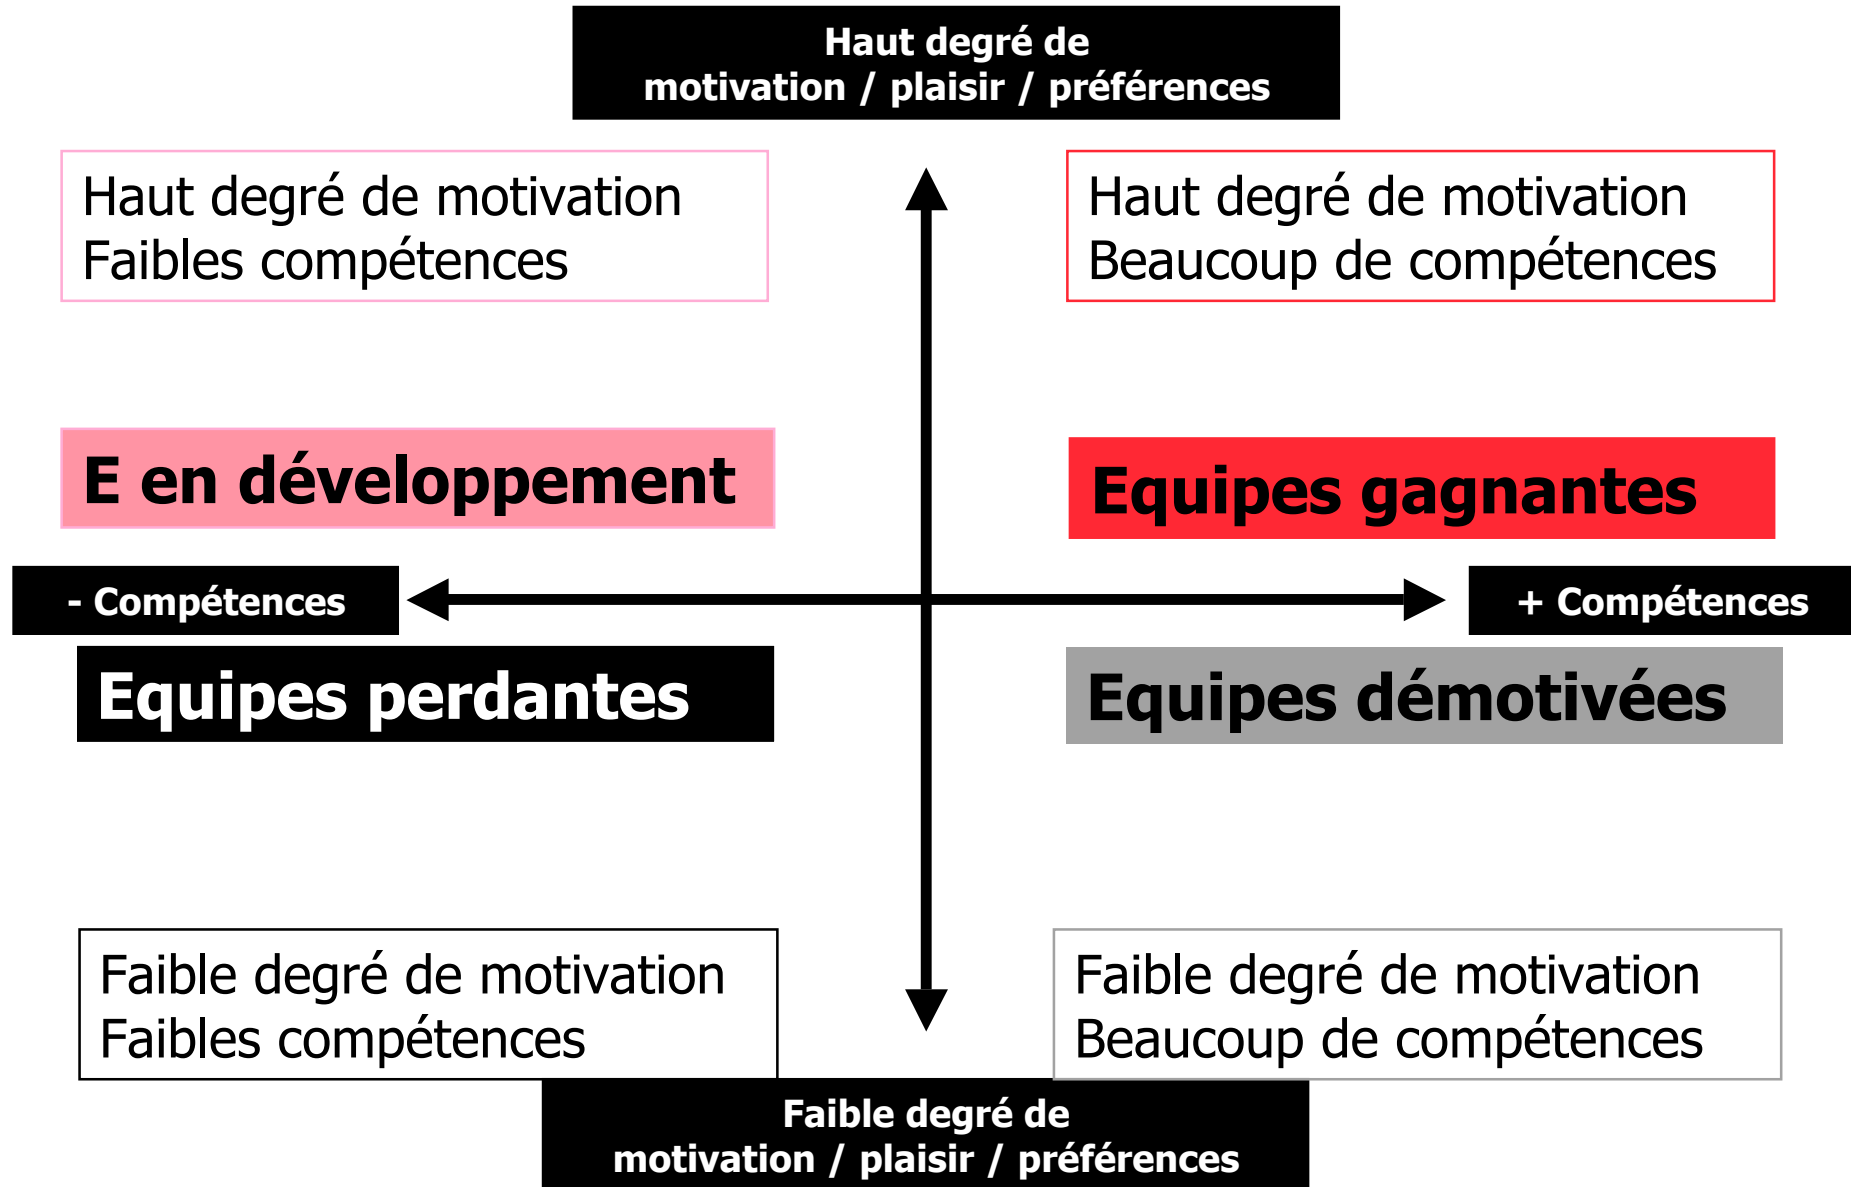 Haut degré de
motivation / plaisir / préférences
Haut degré de motivation
Faibles compétences
Haut degré de motivation
Beaucoup de compétences
E en développement
Equipes gagnantes
- Compétences
+ Compétences
Equipes perdantes
Equipes démotivées
Faible degré de motivation
Faibles compétences
Faible degré de motivation
Beaucoup de compétences
Faible degré de
motivation / plaisir / préférences